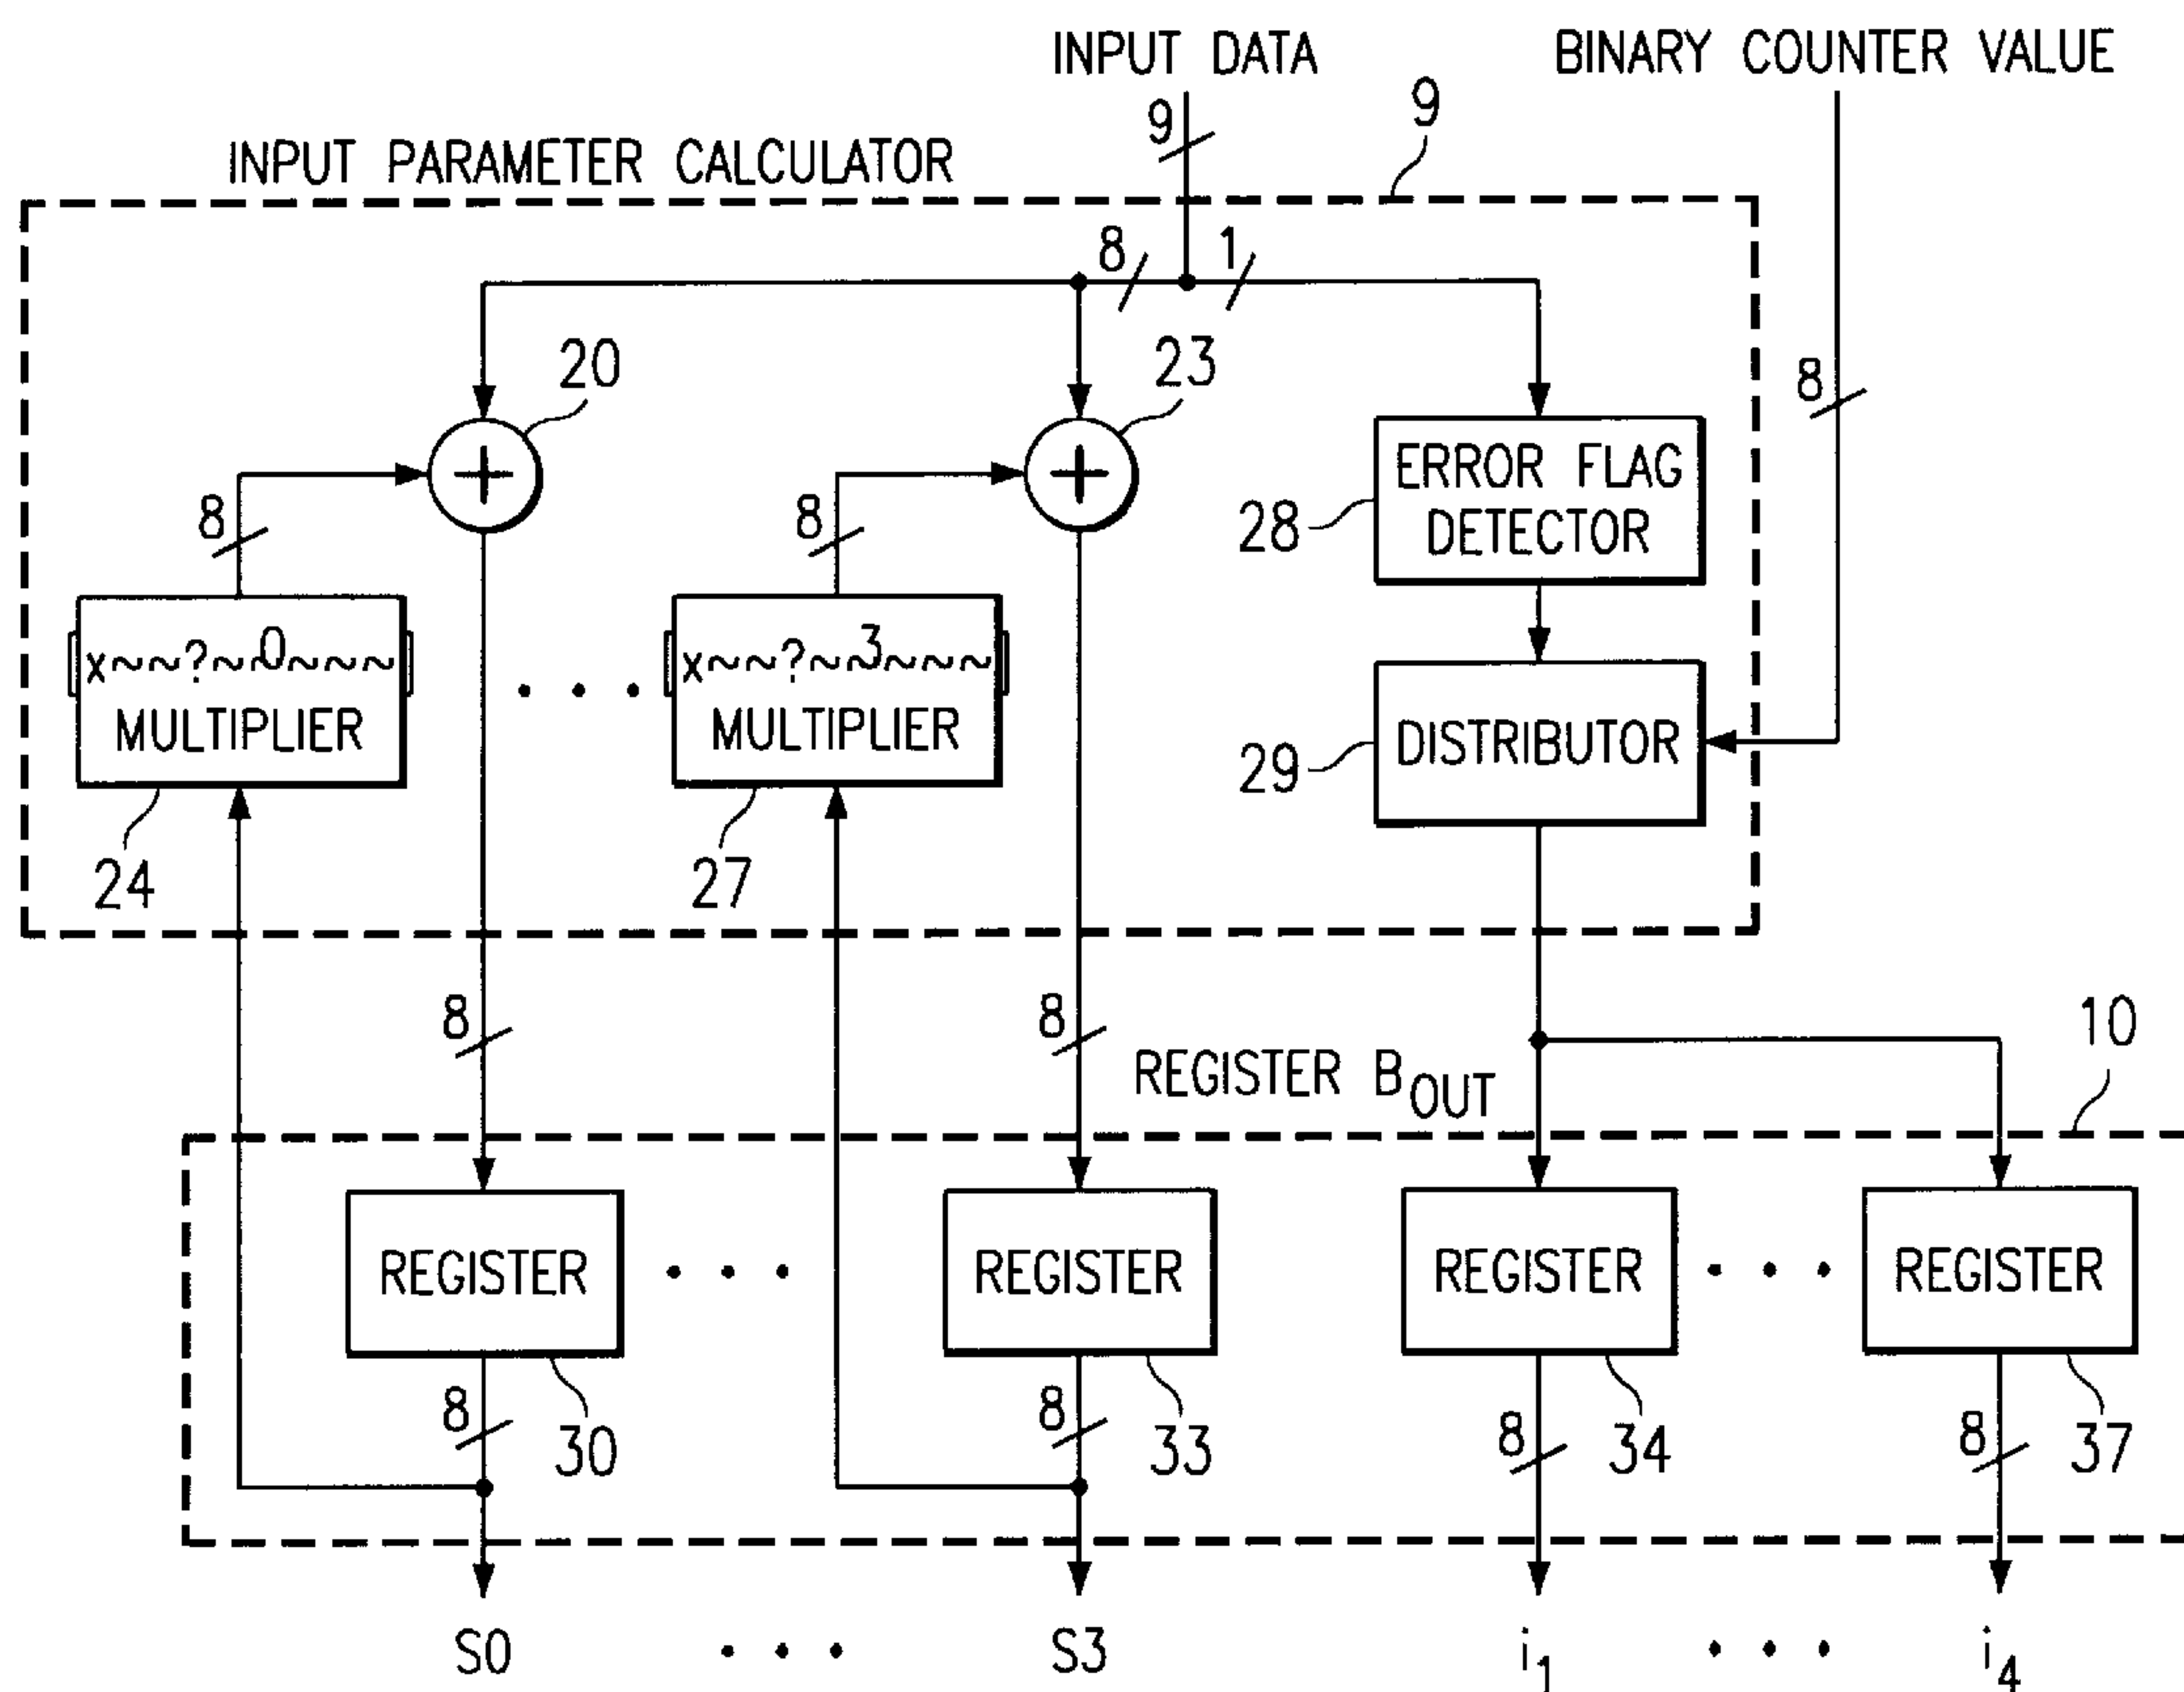 INPUT DATA
BINARY COUNTER VALUE
9
9
INPUT PARAMETER CALCULATOR
8
1
20
23
8
ERROR FLAG
DETECTOR
28
8
8
x~~?~~0~~~
MULTIPLIER
x~~?~~3~~~
MULTIPLIER
DISTRIBUTOR
29
24
27
8
8
10
REGISTER BOUT
REGISTER
REGISTER
REGISTER
REGISTER
8
30
8
33
8
34
8
37
S0
S3
i1
i4